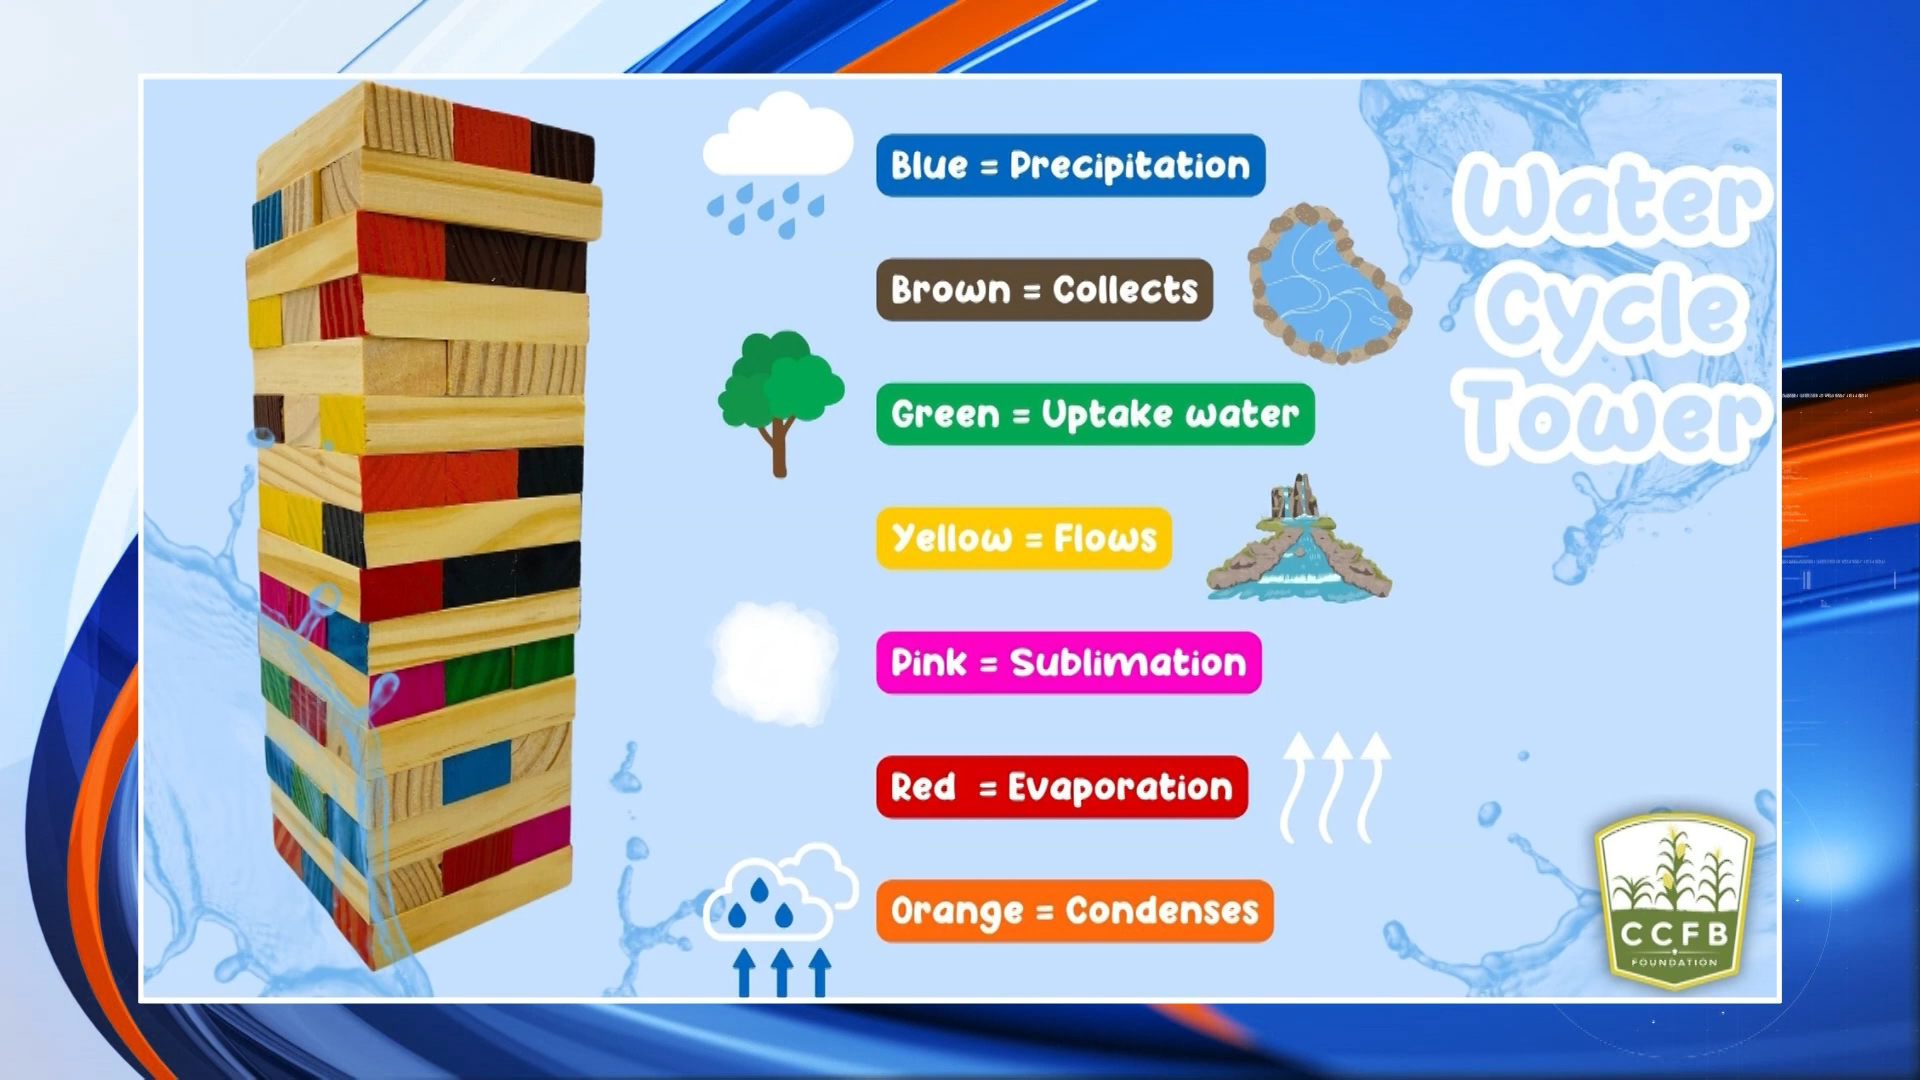 Blue = Precipitation
Brown = Collects
Green = Uptake water
Yellow = Flows
Pink = Sublimation
Red = Evaporation
Orange = Condenses
Water
Cycle
Tower
CCFB
FOUNDATION